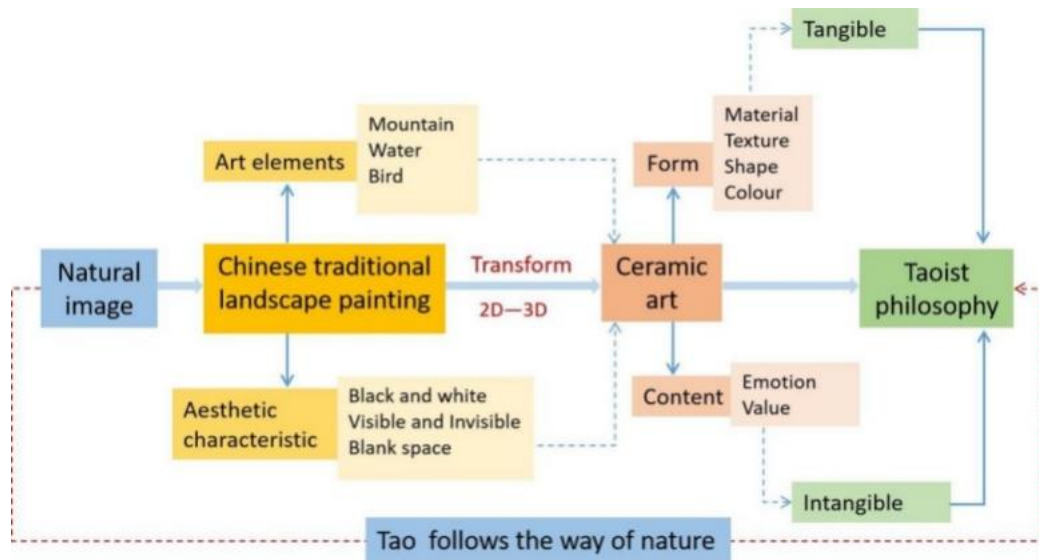 Tangible
Material
Texture
Shape
Colour
Form
Mountain
Water
Bird
Art elements
Natural
image
Chinese traditional
landscape painting
Transform
2D—3D
Ceramic
art
Taoist
philosophy
Aesthetic
characteristic
Black and white
Visible and Invisible
Blank space
Content
Emotion
Value
Intangible
Tao follows the way of nature